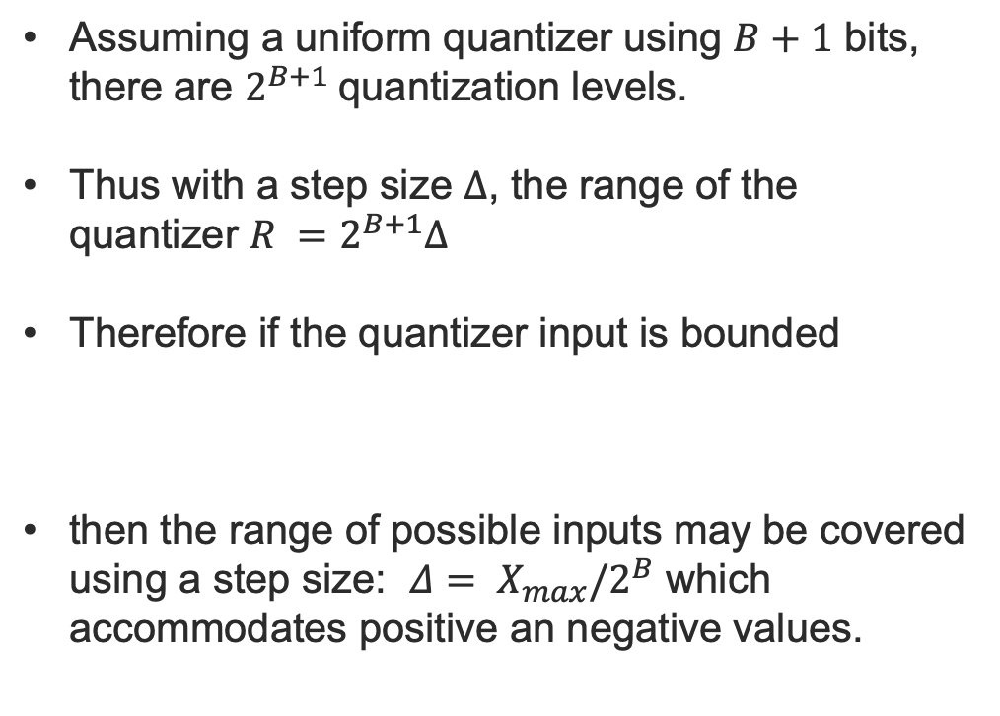 • Assuming a uniform quantizer using B + 1 bits,
there are 2^{B+1} quantization levels.
• Thus with a step size Δ, the range of the
quantizer R = 2^{B+1}Δ
• Therefore if the quantizer input is bounded
• then the range of possible inputs may be covered
using a step size: Δ = X_{max}/2^B which
accommodates positive an negative values.